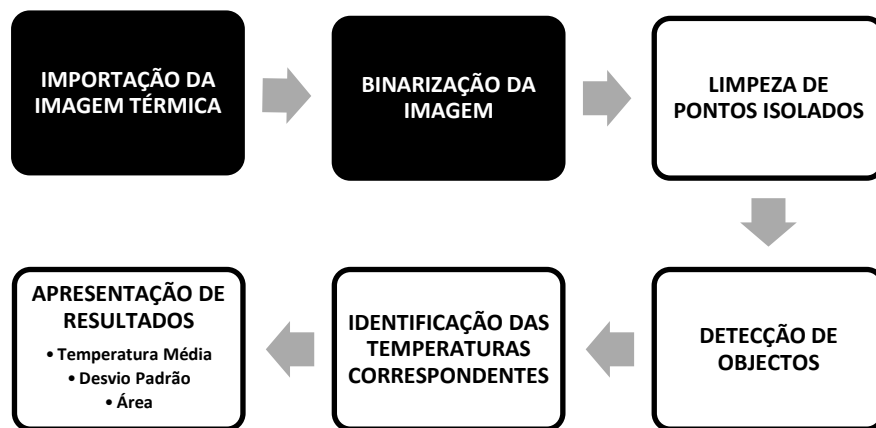 IMPORTAÇÃO DA
IMAGEM TÉRMICA
BINARIZAÇÃO DA
IMAGEM
LIMPEZA DE
PONTOS ISOLADOS
DETECÇÃO DE
OBJECTOS
IDENTIFICAÇÃO DAS
TEMPERATURAS
CORRESPONDENTES
APRESENTAÇÃO DE
RESULTADOS
• Temperatura Média
• Desvio Padrão
• Área